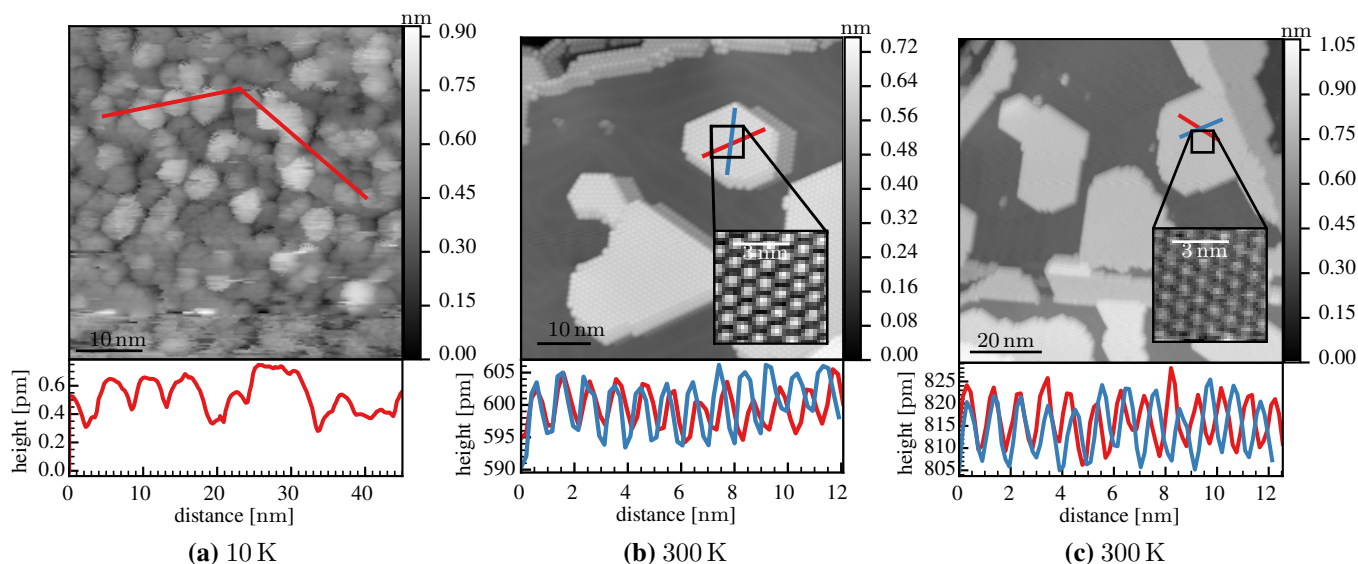 nm
0.90
0.75
0.60
0.45
0.30
0.15
0.00
10 nm
height [pm]
0.6
0.4
0.2
0.0
0 10 20 30 40
distance [nm]
(a) 10 K
nm
0.72
0.64
0.56
0.48
0.40
0.32
0.24
0.16
0.08
0.00
3 nm
10 nm
height [pm]
605
600
595
590
0 2 4 6 8 10 12
distance [nm]
(b) 300 K
nm
1.05
0.90
0.75
0.60
0.45
0.30
0.15
0.00
3 nm
20 nm
height [pm]
825
820
815
810
805
0 2 4 6 8 10 12
distance [nm]
(c) 300 K